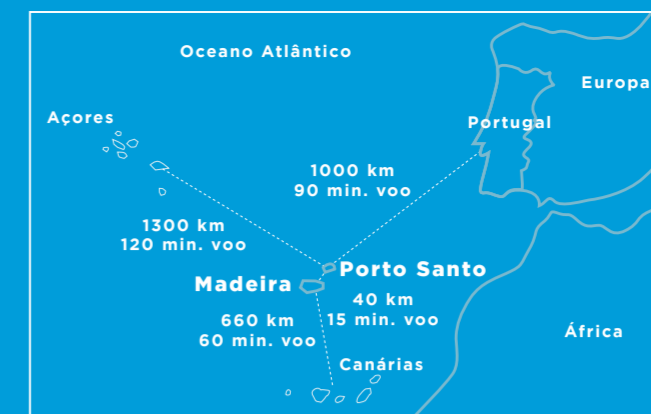 Oceano Atlântico
Europa
Açores
Portugal
1000 km
90 min. voo
1300 km
120 min. voo
Porto Santo
Madeira
40 km
15 min. voo
660 km
60 min. voo
África
Canárias